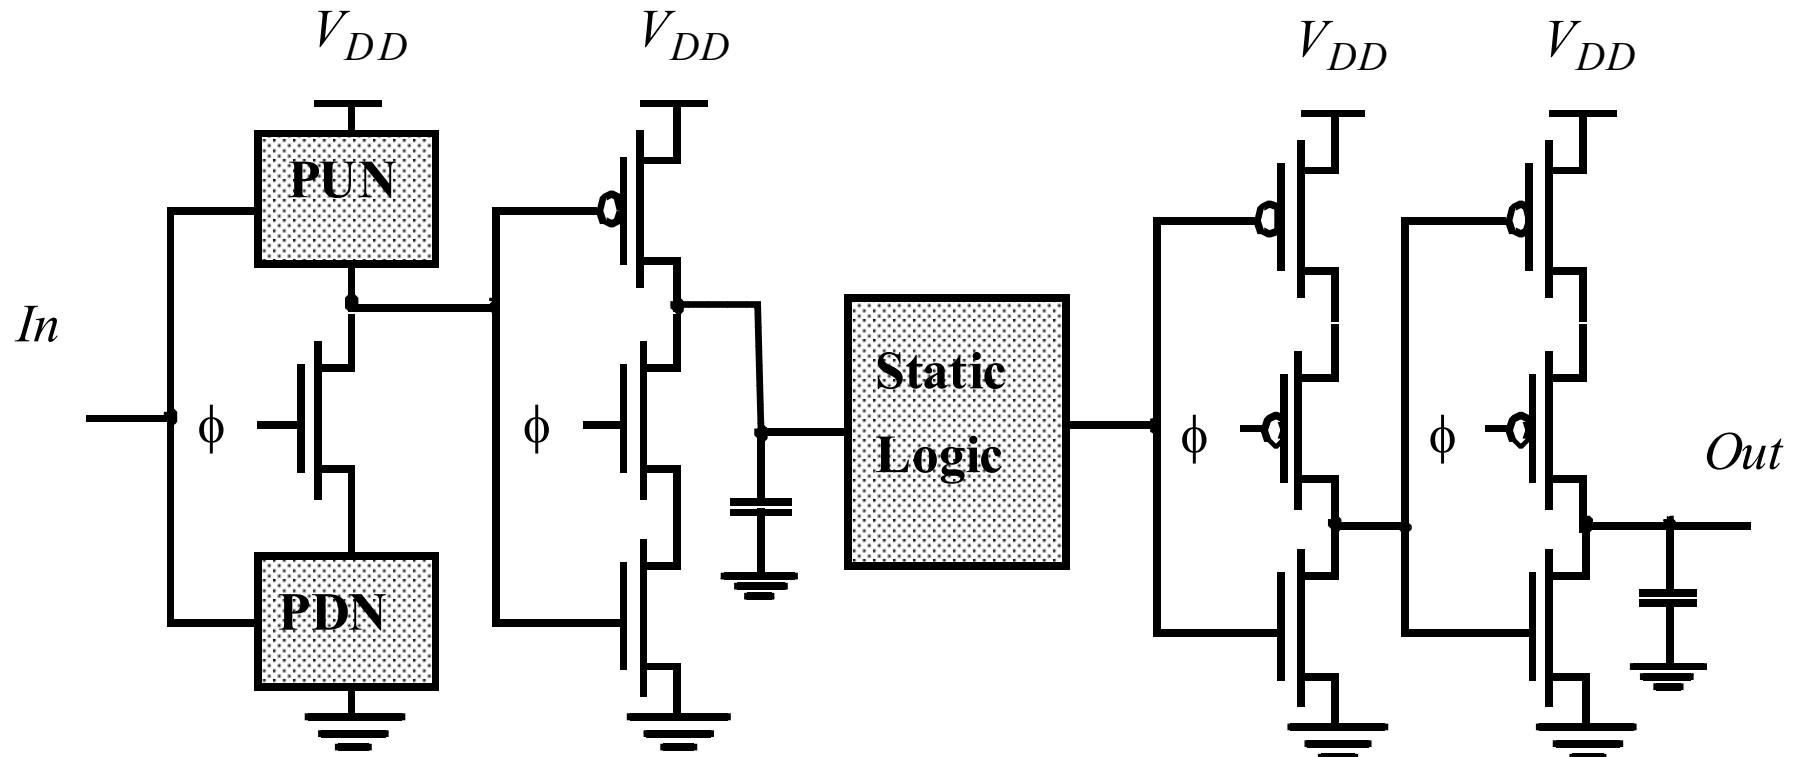 V_DD V_DD V_DD V_DD
PUN
In
Static
Logic
ϕ ϕ ϕ ϕ
Out
PDN